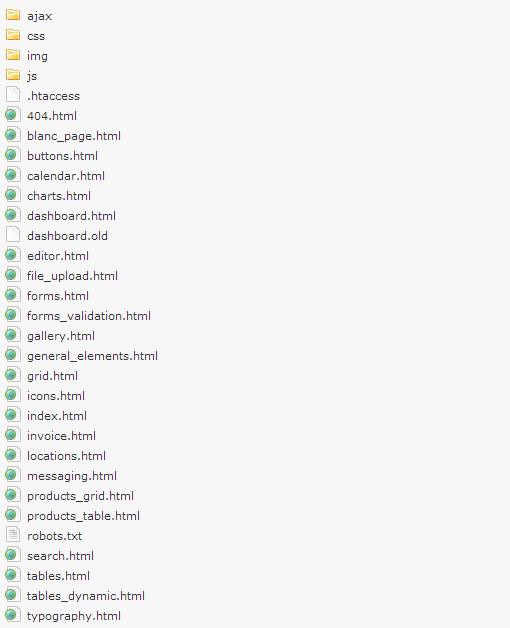 ajax
css
img
js
.htaccess
404.html
blanc_page.html
buttons.html
calendar.html
charts.html
dashboard.html
dashboard.old
editor.html
file_upload.html
forms.html
forms_validation.html
gallery.html
general_elements.html
grid.html
icons.html
index.html
invoice.html
locations.html
messaging.html
products_grid.html
products_table.html
robots.txt
search.html
tables.html
tables_dynamic.html
typography.html